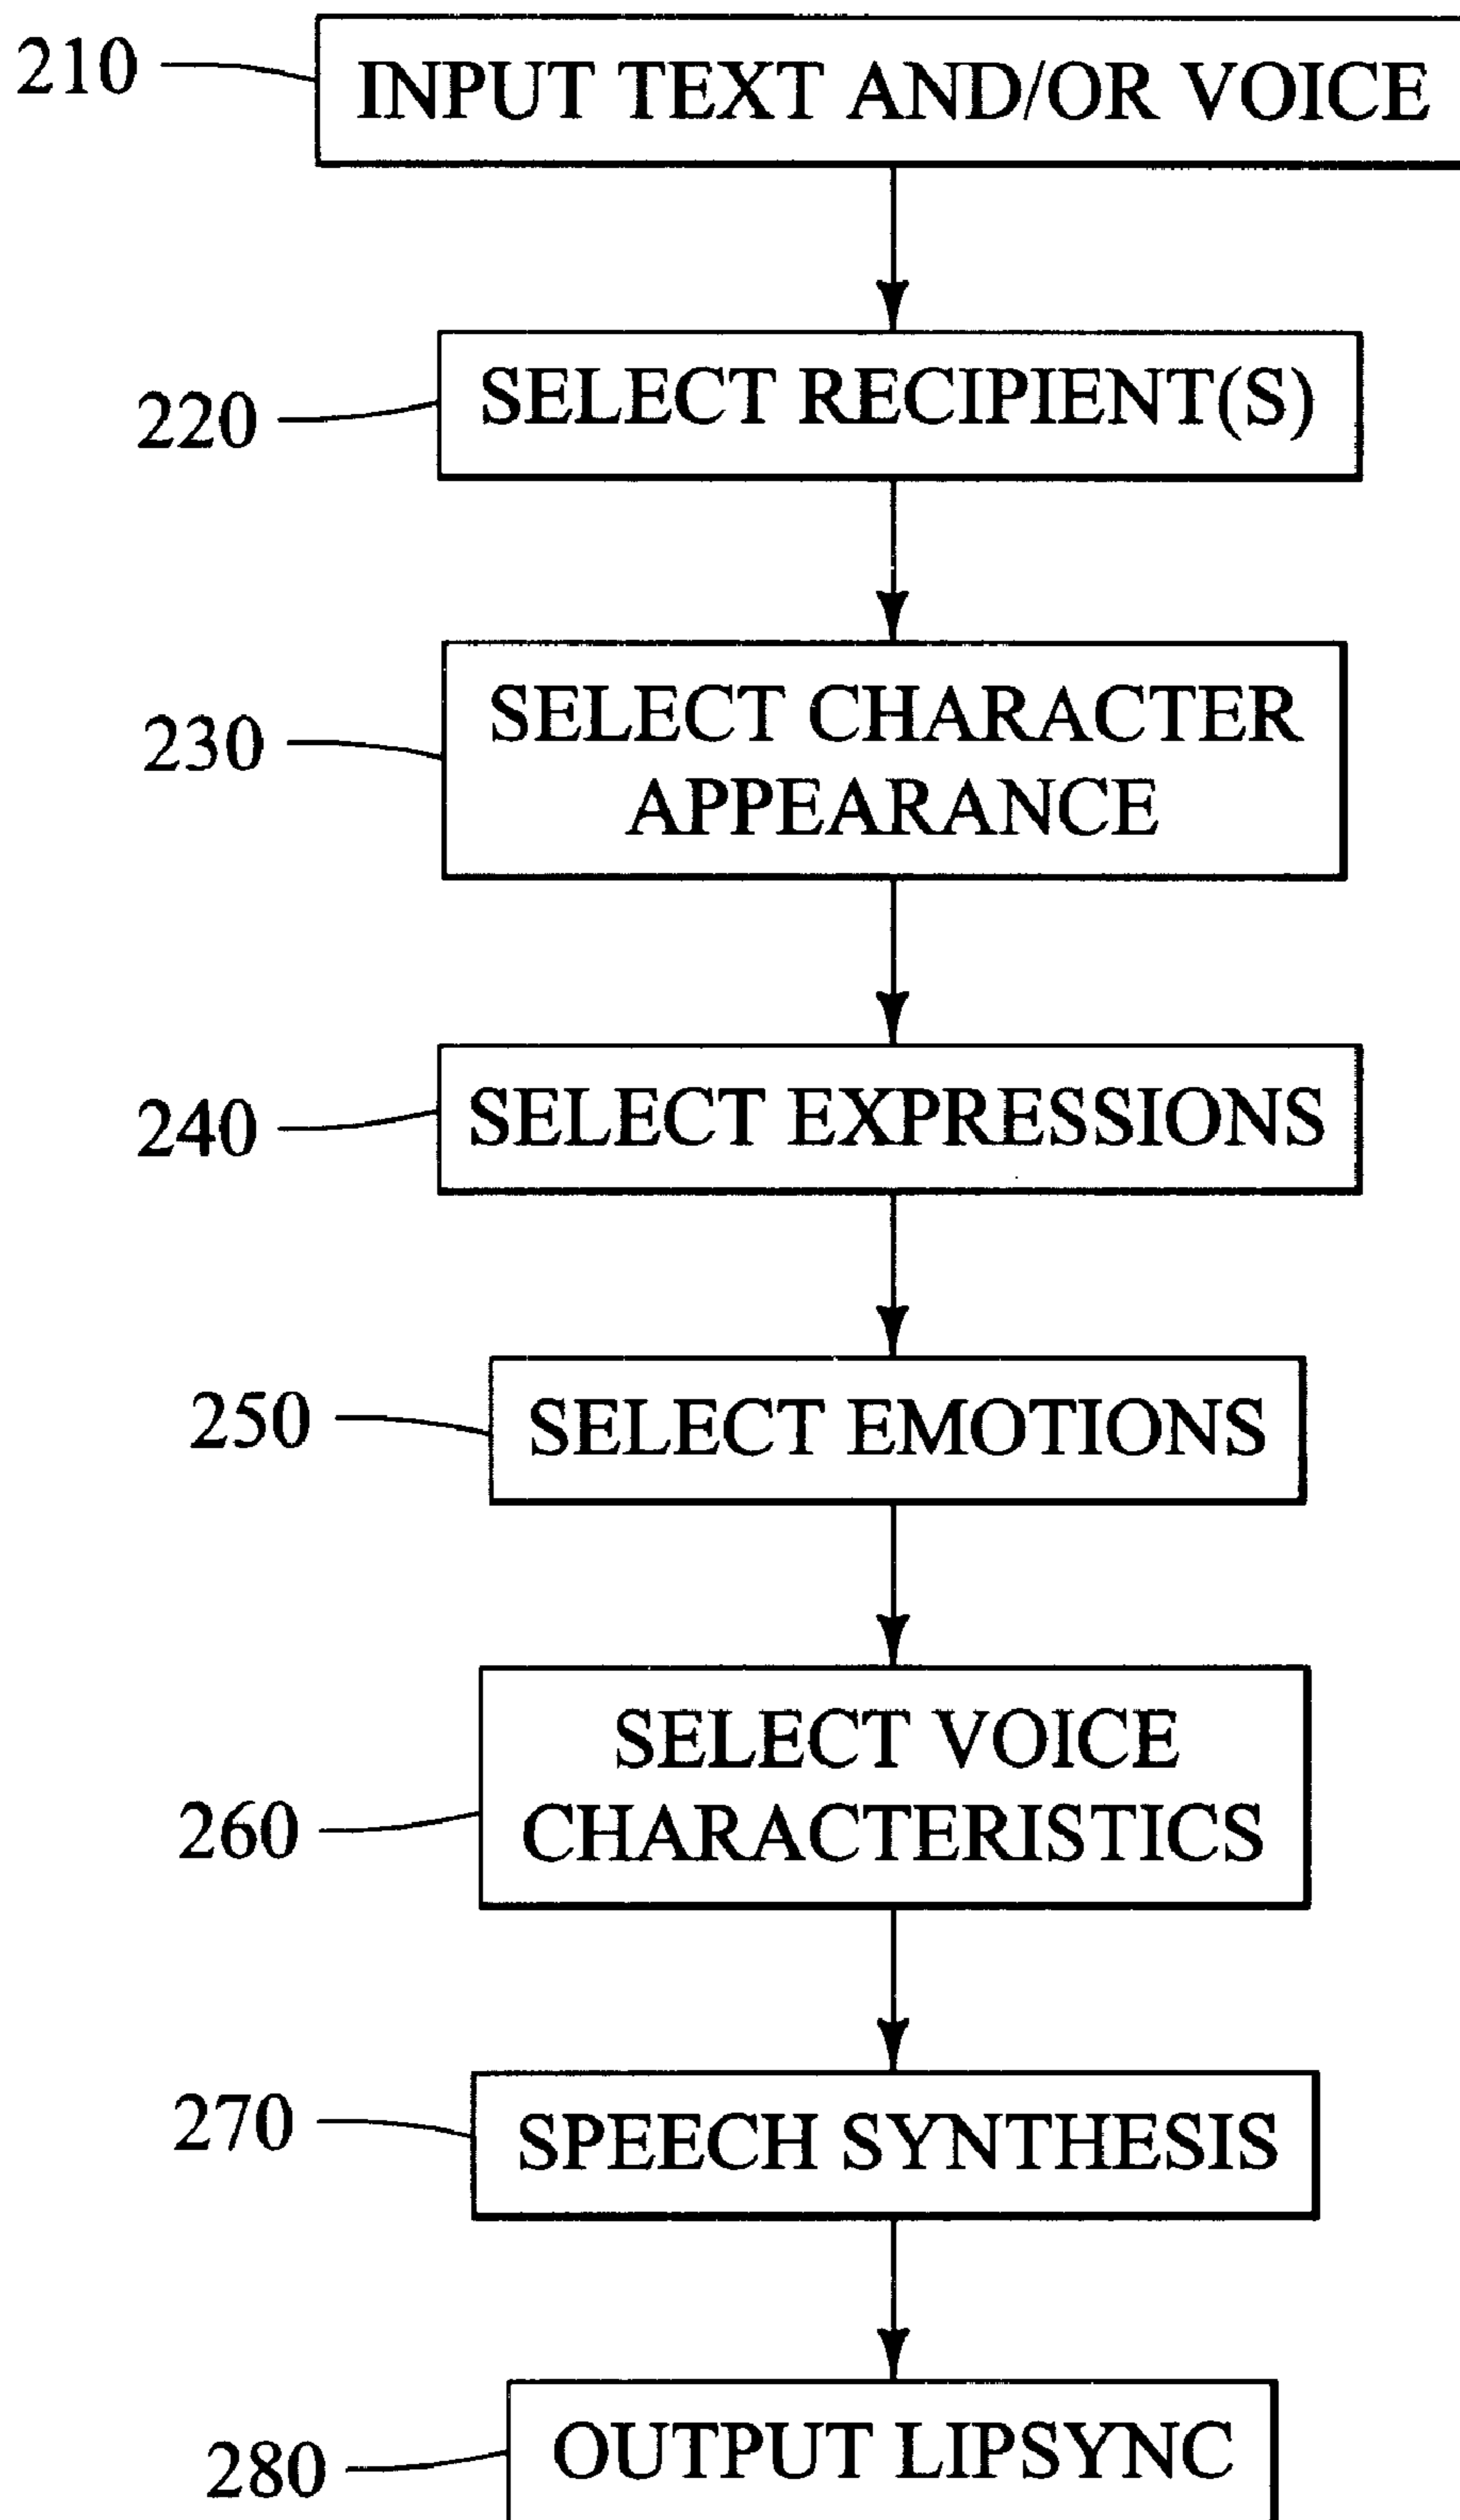 210
INPUT TEXT AND/OR VOICE
220
SELECT RECIPIENT(S)
230
SELECT CHARACTER
APPEARANCE
240
SELECT EXPRESSIONS
250
SELECT EMOTIONS
260
SELECT VOICE
CHARACTERISTICS
270
SPEECH SYNTHESIS
280
OUTPUT LIPSYNC